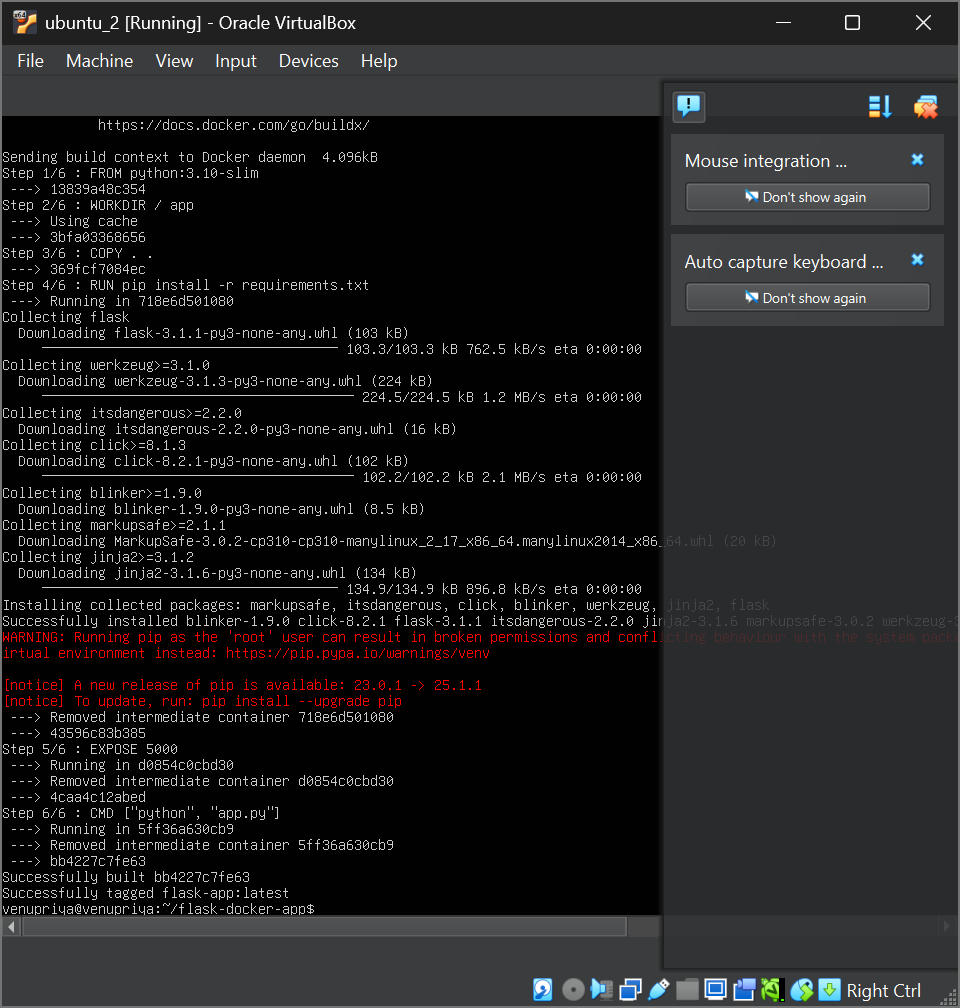 ubuntu_2 [Running] - Oracle VirtualBox
File Machine View Input Devices Help
https://docs.docker.com/go/buildx/
Sending build context to Docker daemon 4.096kB
Step 1/6 : FROM python:3.10-slim
---> 13839a48c354
Step 2/6 : WORKDIR / app
---> Using cache
---> 3bfa03368656
Step 3/6 : COPY . .
---> 369fcf7084ec
Step 4/6 : RUN pip install -r requirements.txt
---> Running in 718e6d501080
Collecting flask
Downloading flask-3.1.1-py3-none-any.whl (103 kB)
103.3/103.3 kB 762.5 kB/s eta 0:00:00
Collecting werkzeug>=3.1.0
Downloading werkzeug-3.1.3-py3-none-any.whl (224 kB)
224.5/224.5 kB 1.2 MB/s eta 0:00:00
Collecting itsdangerous>=2.2.0
Downloading itsdangerous-2.2.0-py3-none-any.whl (16 kB)
Collecting click>=8.1.3
Downloading click-8.2.1-py3-none-any.whl (102 kB)
102.2/102.2 kB 2.1 MB/s eta 0:00:00
Collecting blinker>=1.9.0
Downloading blinker-1.9.0-py3-none-any.whl (8.5 kB)
Collecting markupsafe>=2.1.1
Downloading MarkupSafe-3.0.2-cp310-cp310-manylinux_2_17_x86_64.manylinux2014_x86_64.whl (20 kB)
Collecting jinja2>=3.1.2
Downloading jinja2-3.1.6-py3-none-any.whl (134 kB)
134.9/134.9 kB 896.8 kB/s eta 0:00:00
Installing collected packages: markupsafe, itsdangerous, click, blinker, werkzeug, jinja2, flask
Successfully installed blinker-1.9.0 click-8.2.1 flask-3.1.1 itsdangerous-2.2.0 jinja2-3.1.6 markupsafe-3.0.2 werkzeug-3
WARNING: Running pip as the 'root' user can result in broken permissions and conflicting behaviour with the system pack
irtual environment instead: https://pip.pypa.io/warnings/venv
[notice] A new release of pip is available: 23.0.1 -> 25.1.1
[notice] To update, run: pip install --upgrade pip
---> Removed intermediate container 718e6d501080
---> 43596c83b385
Step 5/6 : EXPOSE 5000
---> Running in d0854c0cbd30
---> Removed intermediate container d0854c0cbd30
---> 4caa4c12abed
Step 6/6 : CMD ["python", "app.py"]
---> Running in 5ff36a630cb9
---> Removed intermediate container 5ff36a630cb9
---> bb4227c7fe63
Successfully built bb4227c7fe63
Successfully tagged flask-app:latest
venupriya@venupriya:~/flask-docker-app$
Mouse integration ...
Don't show again
Auto capture keyboard ...
Don't show again
Right Ctrl